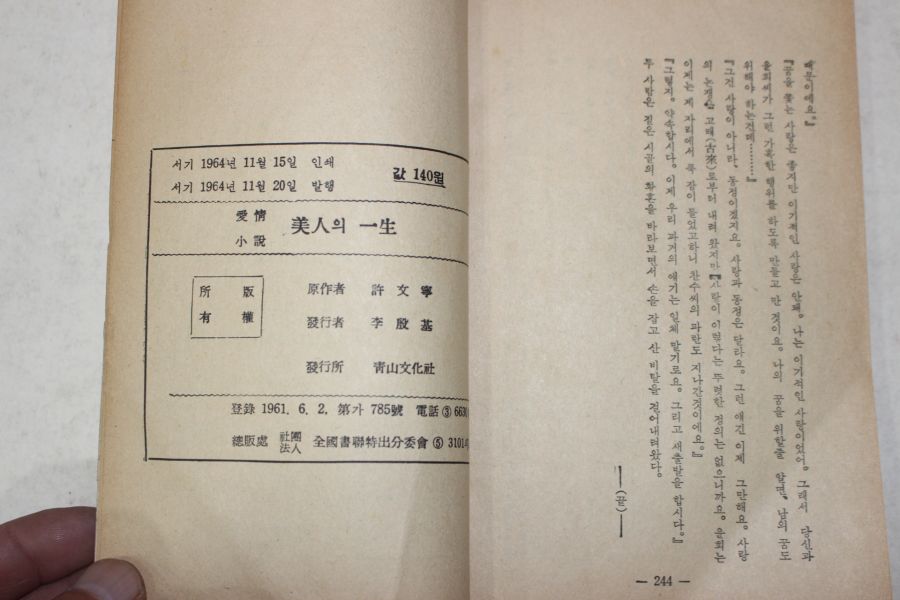 서기 1964년 11월 15일 인쇄
서기 1964년 11월 20일 발행
값 140원
愛情
小說
美人의 一生
所版
有權
原作者 許文寧
發行者 李殷基
發行所 靑山文化社
登錄 1961. 6. 2. 第가 785號 電話 ③ 6630
總版處 社團法人 全國書聯特出分委會 ⑤ 3101
때문이에요。』
『꿈을 쫓는 사람은 좋지만 이기적인 사랑은 안돼。 나는 이기적인 사람이었어。 그래서 당신과
윤희씨가 그런 가혹한 행위를 하도록 만들고 만 것이요。 나의 꿈을 위할줄 알면、 남의 꿈도
위해야 하는건데………』
『그건 사랑이 아니라、 동정이겠지요。 사랑과 동정은 달라요。 그런 얘긴 이제 그만해요。 사랑
의 논쟁은 고래(古來)로부터 내려 왔지만 『사랑이 이렇다는 뚜렷한 정의는 없으니까요。 윤희는
이제는 제 자리에서 푹 잠이 들었고하니 찬수씨의 파란도 지나간것이에요。』
『그렇지。 약속합시다。 이제 우리 과거의 얘기는 일체 말기로요。 그리고 새출발을 합시다。』
두 사람은 짙은 시골의 황혼을 바라보면서 손을 잡고 산 비탈을 걸어내려왔다。
――(끝)――
— 244 —